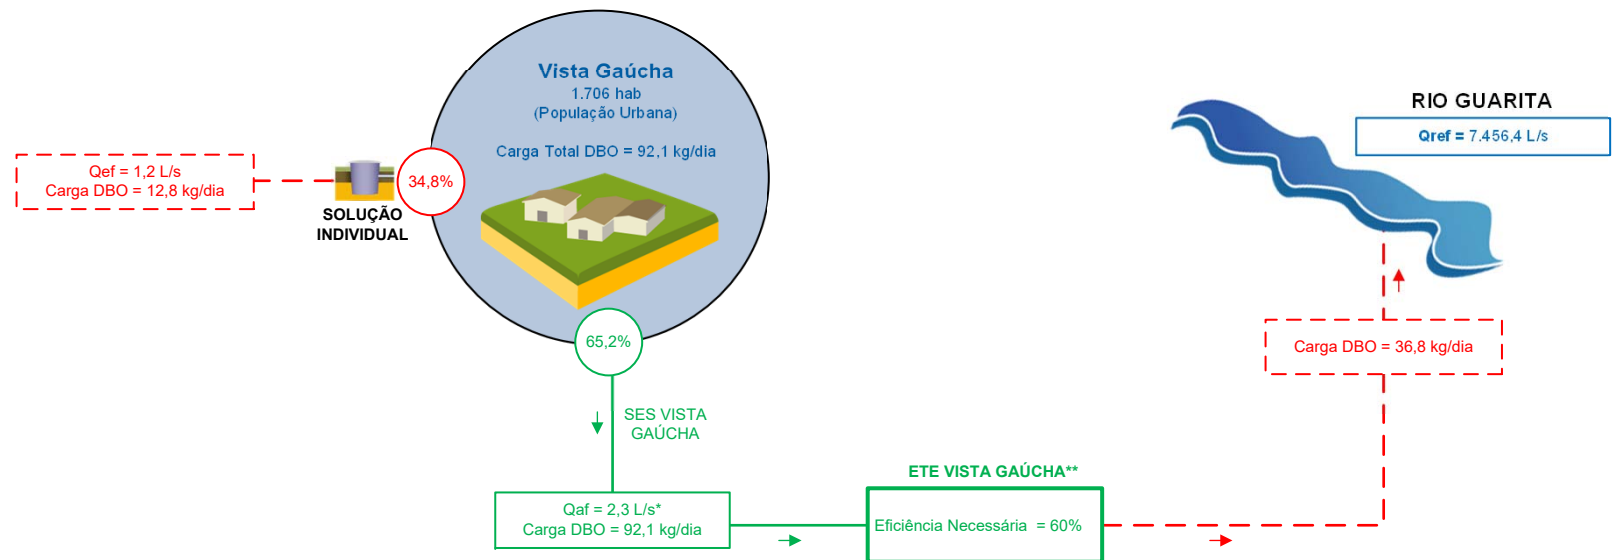 Vista Gaúcha
1.706 hab
(População Urbana)
Carga Total DBO = 92,1 kg/dia
Qef = 1,2 L/s
Carga DBO = 12,8 kg/dia
34,8%
SOLUÇÃO
INDIVIDUAL
65,2%
SES VISTA
GAÚCHA
Qaf = 2,3 L/s*
Carga DBO = 92,1 kg/dia
ETE VISTA GAÚCHA**
Eficiência Necessária = 60%
Carga DBO = 36,8 kg/dia
RIO GUARITA
Qref = 7.456,4 L/s